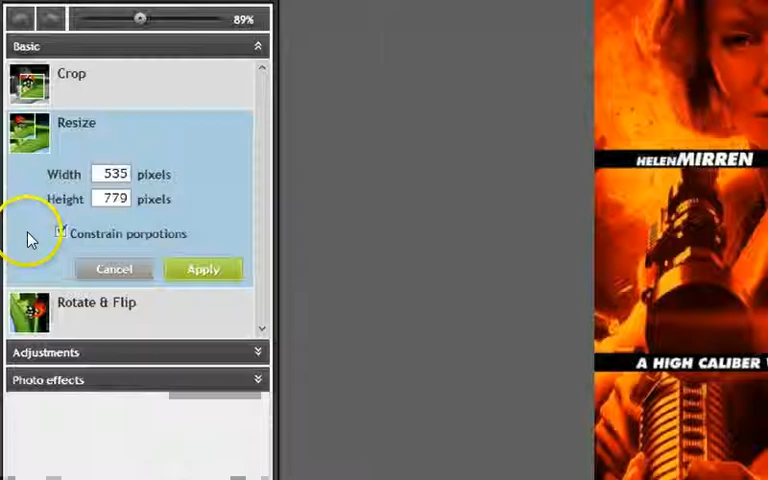 89%
Basic
Crop
Resize
Width 535 pixels
Height 779 pixels
Constrain porpotions
Cancel Apply
Rotate & Flip
Adjustments
Photo effects
HELEN MIRREN
A HIGH CALIBER